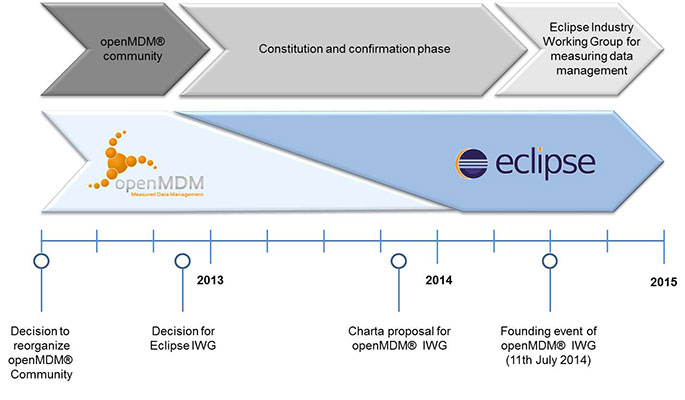 openMDM®
community
Constitution and confirmation phase
Eclipse Industry
Working Group for
measuring data
management
openMDM
Measured Data Management
eclipse
2013
2014
2015
Decision to
reorganize
openMDM®
Community
Decision for
Eclipse IWG
Charta proposal for
openMDM® IWG
Founding event of
openMDM® IWG
(11th July 2014)